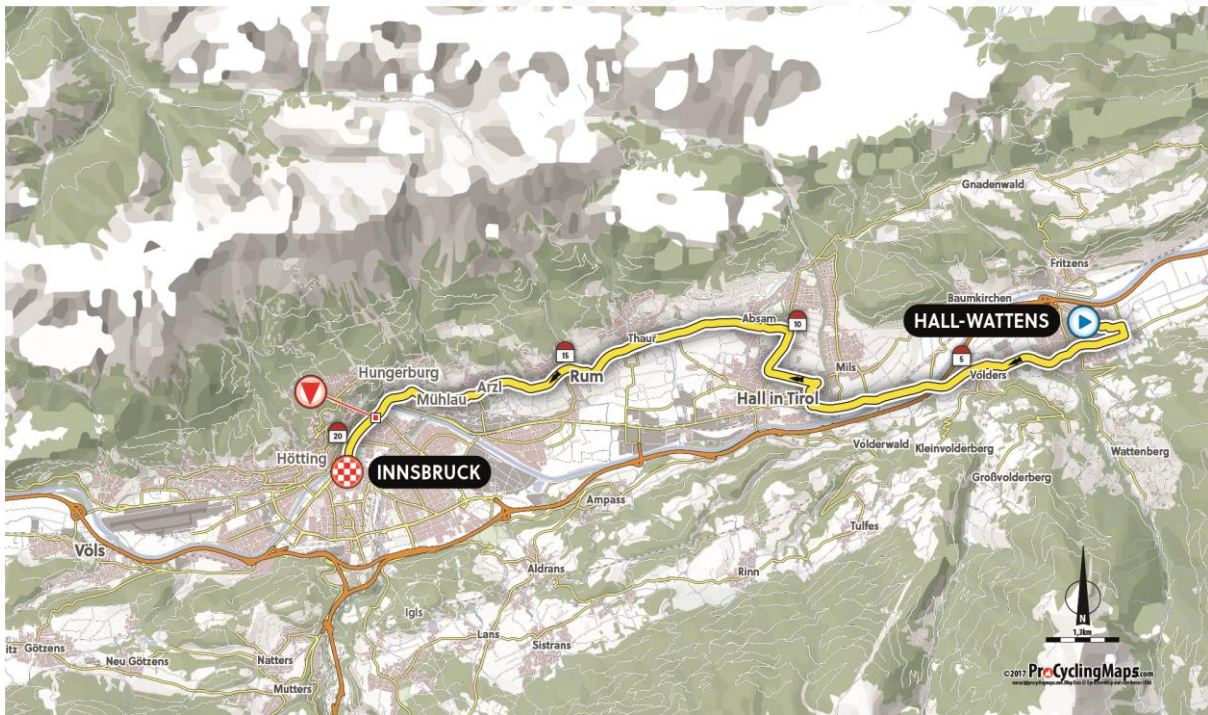 Gnadenwald
Fritzens
Baumkirchen
HALL-WATTENS
10
Absam
Thaur
15
5
Rum
Mils
Volders
Hungerburg
Arzl
Mühlau
Hall in Tirol
20
Hötting
INNSBRUCK
Volderwald
Kleinvolderberg
Wattenberg
Großvolderberg
Ampass
Tulfes
Völs
Aldrans
Rinn
Igls
Lans
Sistrans
Götzens
Neu Götzens
Natters
Mutters
N
1,3km
©2017 ProCyclingMaps.com